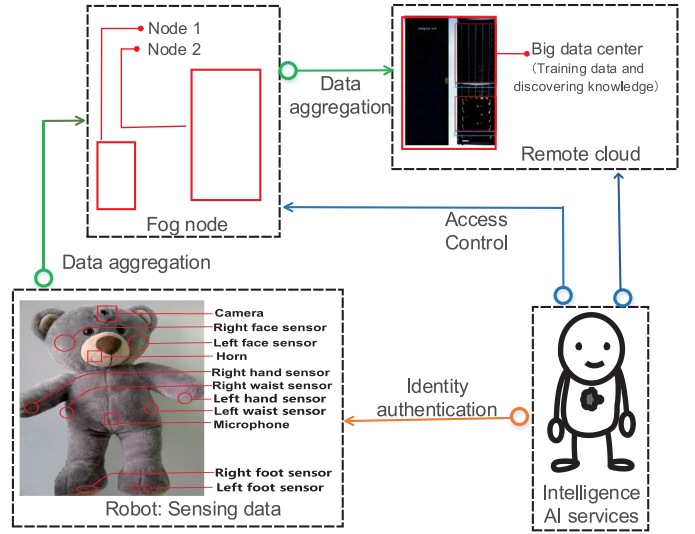 Node 1
Node 2
Fog node
Data
aggregation
Big data center
(Training data and
discovering knowledge)
Remote cloud
Access
Control
Data aggregation
Camera
Right face sensor
Left face sensor
Horn
Right hand sensor
Right waist sensor
Left hand sensor
Left waist sensor
Microphone
Right foot sensor
Left foot sensor
Robot: Sensing data
Identity
authentication
Intelligence
AI services